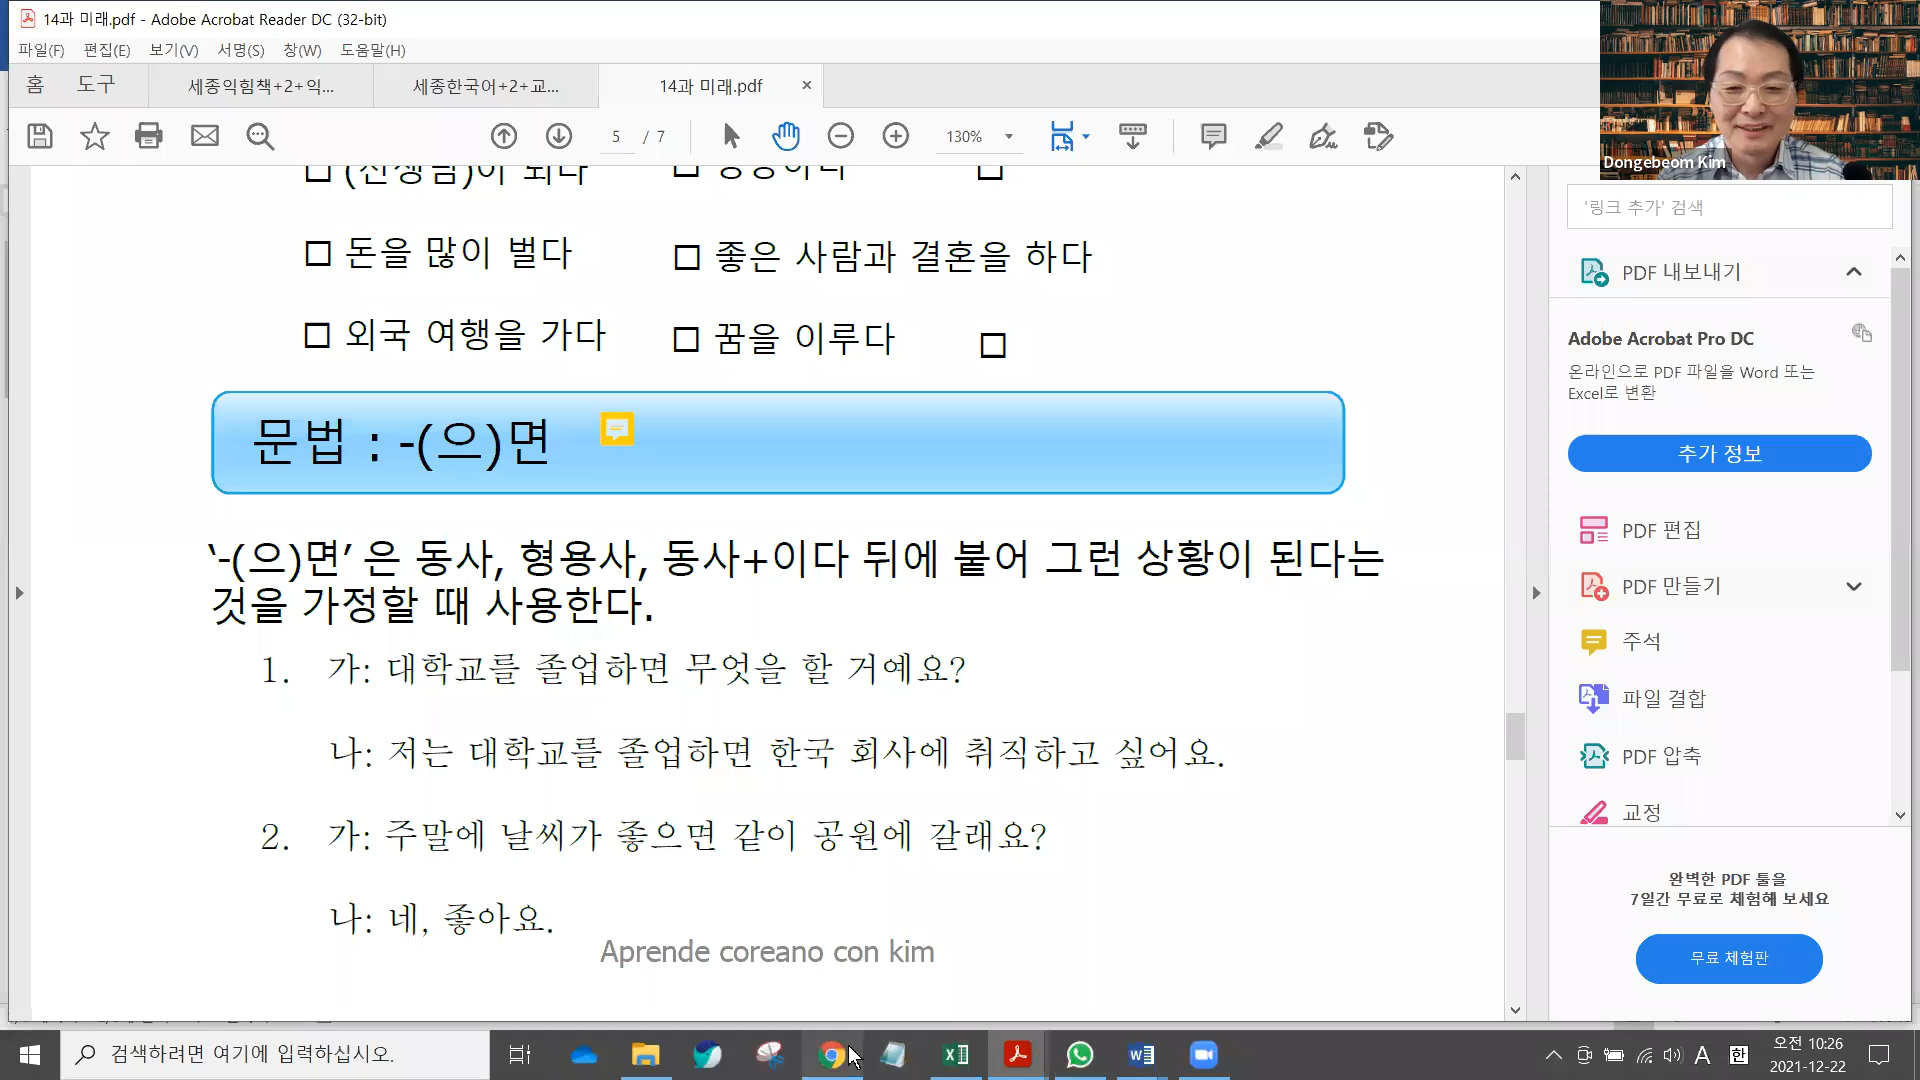 14과 미래.pdf - Adobe Acrobat Reader DC (32-bit)
파일(F) 편집(E) 보기(V) 서명(S) 창(W) 도움말(H)
홈 도구 세종익힘책+2+익... 세종한국어+2+교... 14과 미래.pdf ×
5 / 7 130%
Dongebeom Kim
□ (선생님)이 되다 □
□ 돈을 많이 벌다 □ 좋은 사람과 결혼을 하다
□ 외국 여행을 가다 □ 꿈을 이루다 □
문법 : -(으)면
‘-(으)면’ 은 동사, 형용사, 동사+이다 뒤에 붙어 그런 상황이 된다는
것을 가정할 때 사용한다.
1. 가: 대학교를 졸업하면 무엇을 할 거예요?
나: 저는 대학교를 졸업하면 한국 회사에 취직하고 싶어요.
2. 가: 주말에 날씨가 좋으면 같이 공원에 갈래요?
나: 네, 좋아요.
Aprende coreano con kim
'링크 추가' 검색
PDF 내보내기
Adobe Acrobat Pro DC
온라인으로 PDF 파일을 Word 또는
Excel로 변환
추가 정보
PDF 편집
PDF 만들기
주석
파일 결합
PDF 압축
교정
완벽한 PDF 툴을
7일간 무료로 체험해 보세요
무료 체험판
검색하려면 여기에 입력하십시오.
A 한
오전 10:26
2021-12-22